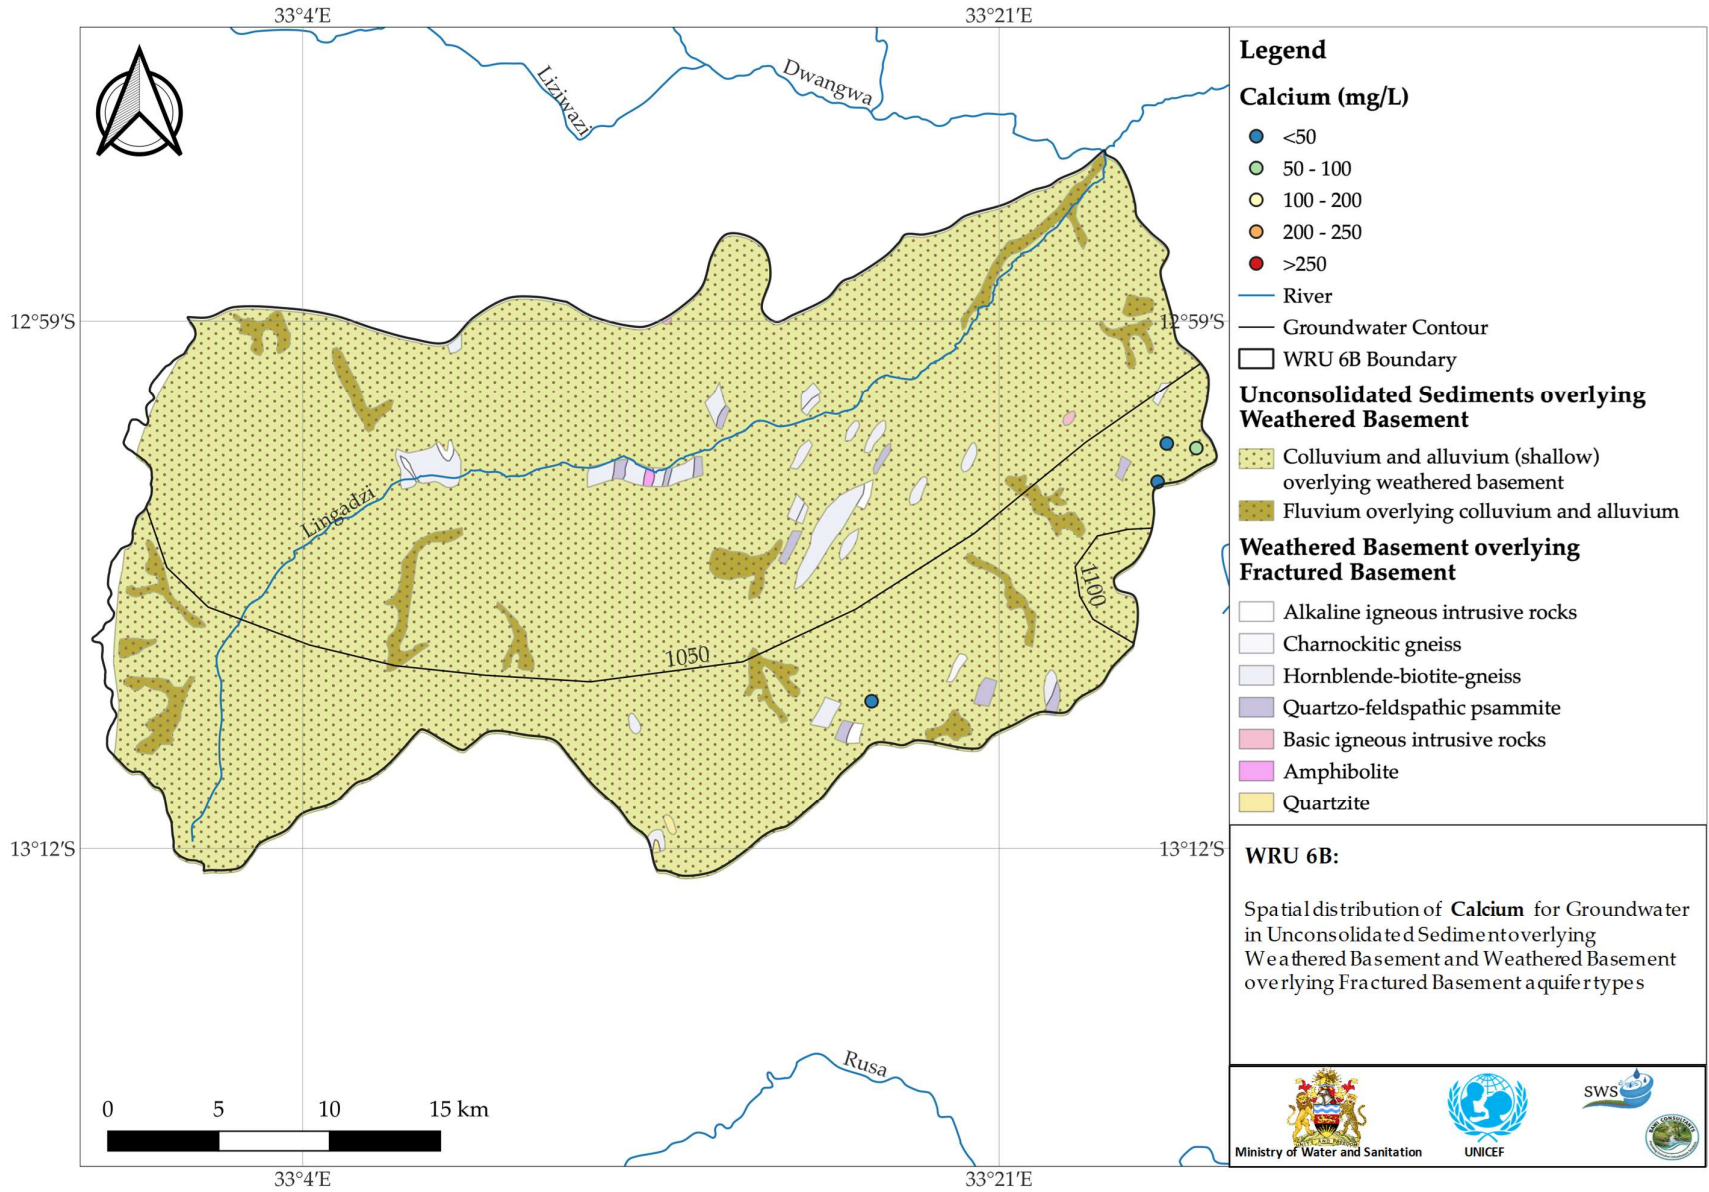 33°4′E
33°21′E
Liziwazi
Dwangwa
12°59′S
12°59′S
Lingadzi
1050
1100
13°12′S
13°12′S
Rusa
0 5 10 15 km
33°4′E
33°21′E
Legend
Calcium (mg/L)
<50
50 - 100
100 - 200
200 - 250
>250
River
Groundwater Contour
WRU 6B Boundary
Unconsolidated Sediments overlying
Weathered Basement
Colluvium and alluvium (shallow)
overlying weathered basement
Fluvium overlying colluvium and alluvium
Weathered Basement overlying
Fractured Basement
Alkaline igneous intrusive rocks
Charnockitic gneiss
Hornblende-biotite-gneiss
Quartzo-feldspathic psammite
Basic igneous intrusive rocks
Amphibolite
Quartzite
WRU 6B:
Spatial distribution of Calcium for Groundwater
in Unconsolidated Sediment overlying
Weathered Basement and Weathered Basement
overlying Fractured Basement aquifer types
Ministry of Water and Sanitation
UNICEF
SWS